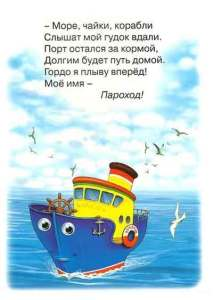 – Море, чайки, корабли
Слышат мой гудок вдали.
Порт остался за кормой,
Долгим будет путь домой.
Гордо я плыву вперёд!
Моё имя –
Пароход!